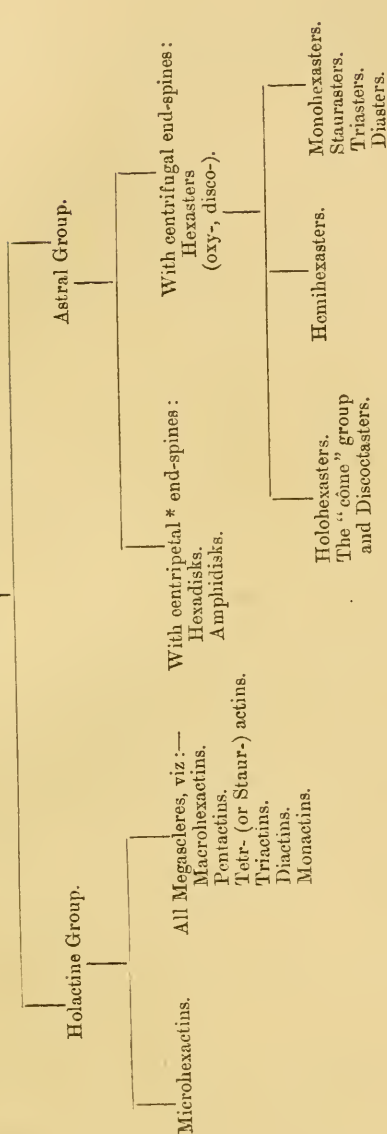 Holactine Group.
Astral Group.
Microhexactins.
All Megascleres, viz :—
Macrohexactins.
Pentactins.
Tetr- (or Staur-) actins.
Triactins.
Diactins.
Monactins.
With centripetal * end-spines :
Hexadisks.
Amphidisks.
With centrifugal end-spines :
Hexasters
(oxy-, disco-).
Holohexasters.
The “ côme ” group
and Discoctasters.
Hemihexasters.
Monohexasters.
Staurasters.
Triasters.
Diasters.